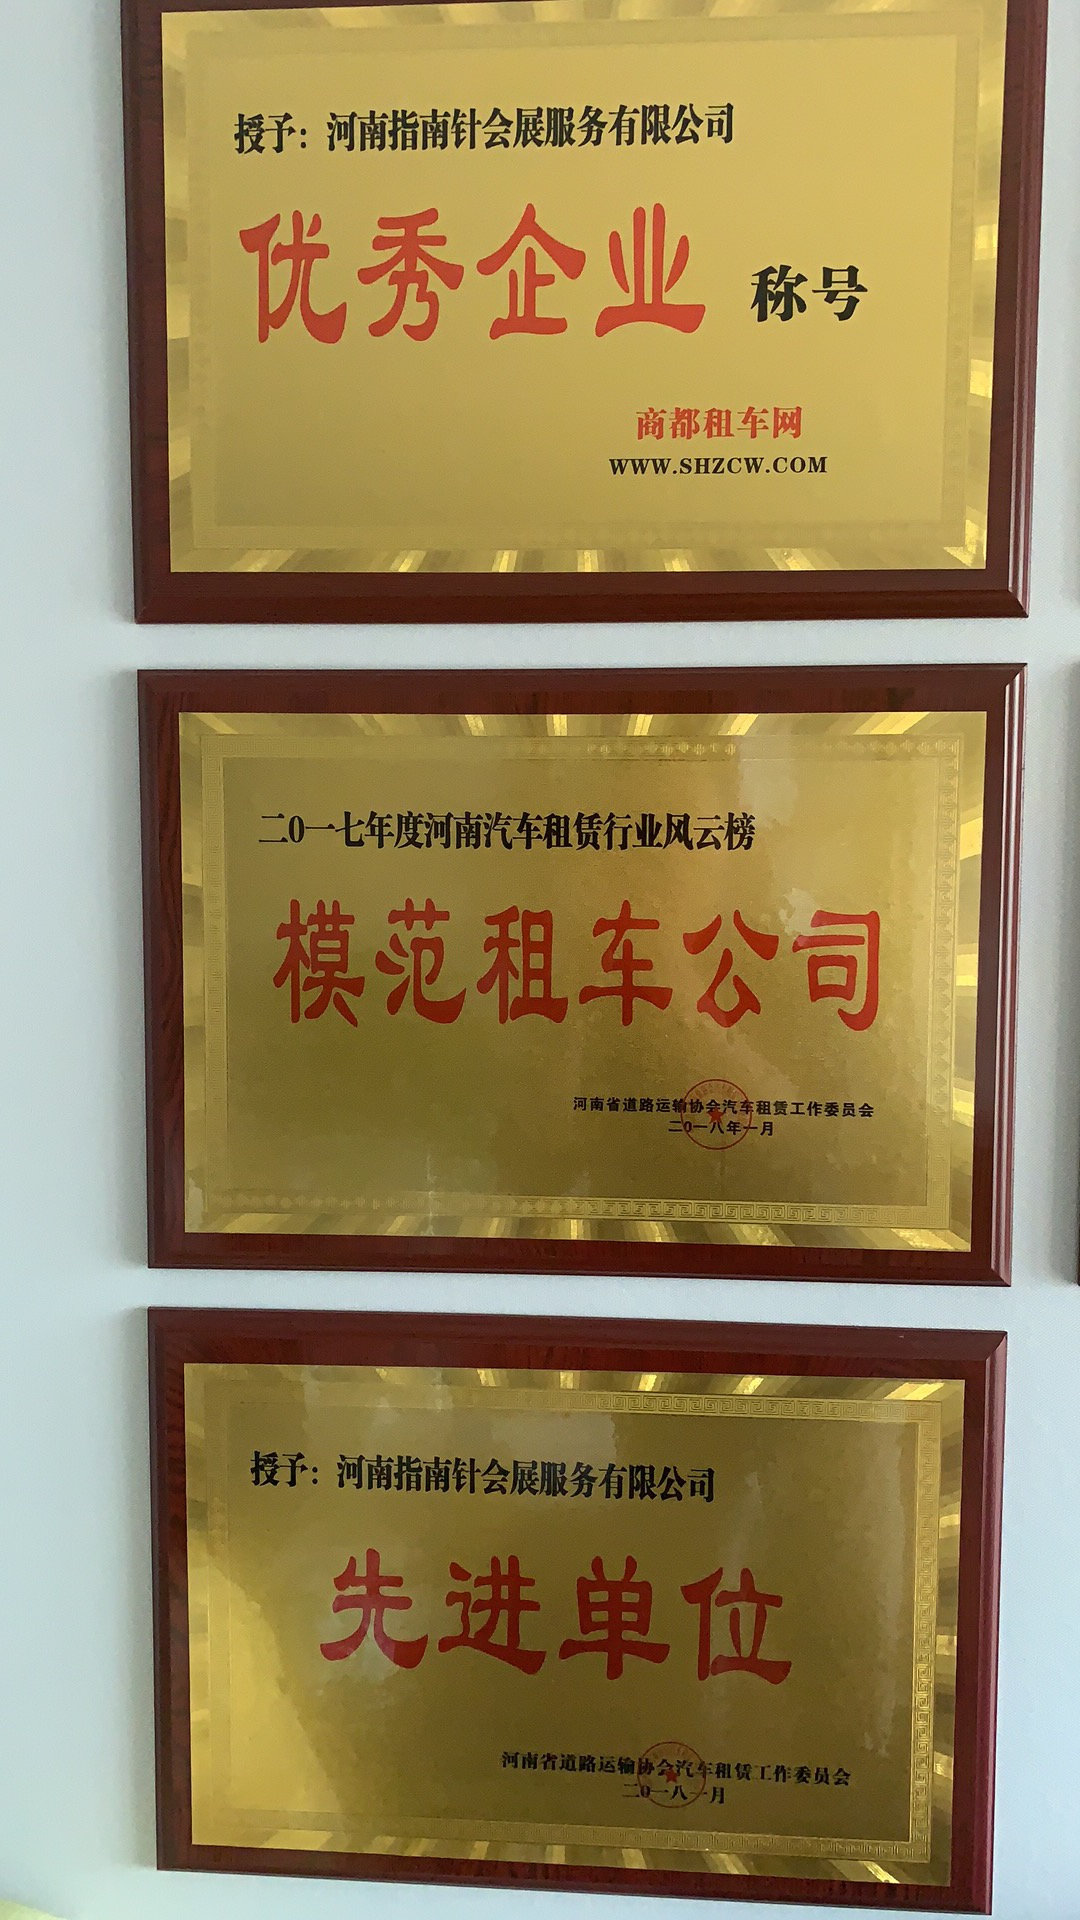 授予：河南指南针会展服务有限公司
优秀企业 称号
商都租车网
WWW.SHZCW.COM
二0一七年度河南汽车租赁行业风云榜
模范租车公司
河南省道路运输协会汽车租赁工作委员会
二0一八年一月
授予：河南指南针会展服务有限公司
先进单位
河南省道路运输协会汽车租赁工作委员会
二0一八一月